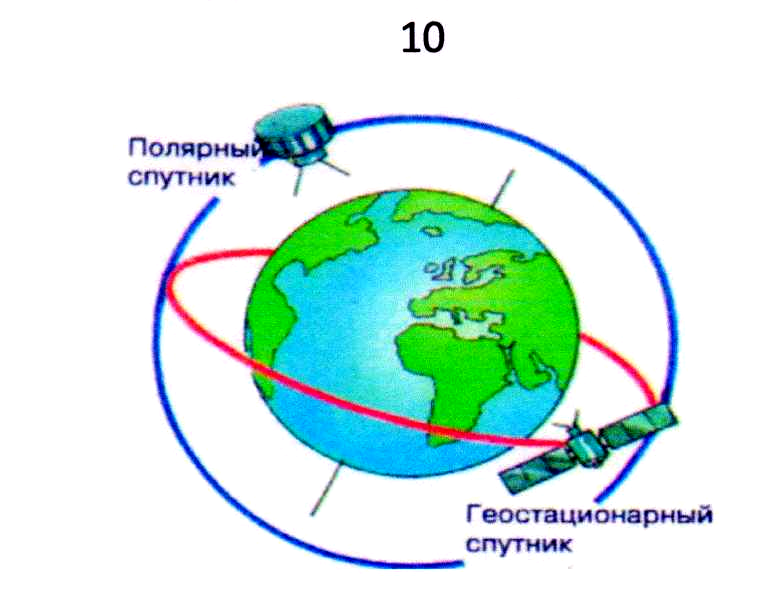 10
Полярный
спутник
Геостационарный
спутник